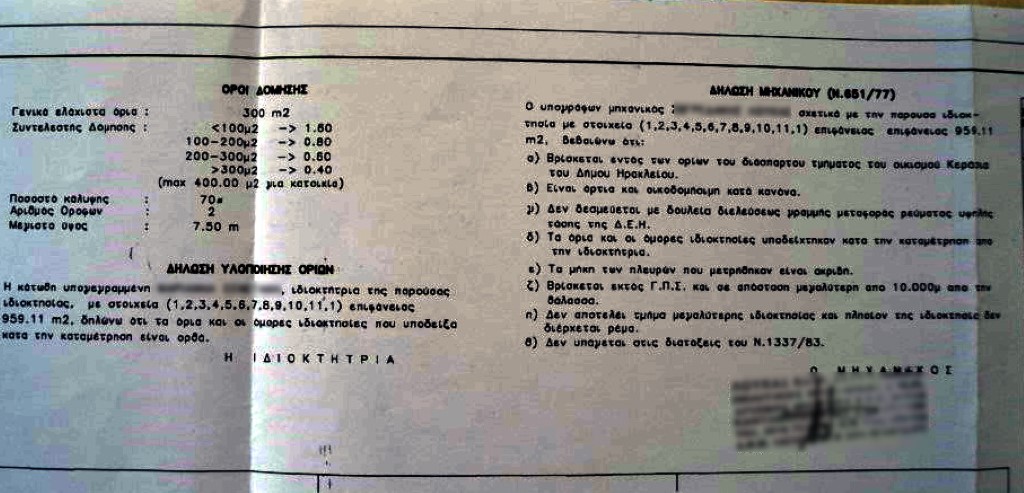 ΟΡΟΙ ΔΟΜΗΣΗΣ
Γενικά ελάχιστα όρια : 300 m2
Συντελεστής Δόμησης : <100μ2 -> 1.60
100-200μ2 -> 0.80
200-300μ2 -> 0.60
>300μ2 -> 0.40
(max 400.00 μ2 για κατοικία)
Ποσοστό κάλυψης : 70%
Αριθμός Οροφων : 2
Μεγιστο ύψος : 7.50 m
ΔΗΛΩΣΗ ΥΛΟΠΟΙΗΣΗΣ ΟΡΙΩΝ
Η κάτωθι υπογεγραμμένη , ιδιοκτήτρια της παρούσας
ιδιοκτησίας, με στοιχεία (1,2,3,4,5,6,7,8,9,10,11,1) επιφάνειας
959.11 m2, δηλώνω ότι τα όρια και οι όμορες ιδιοκτησίες που υποδείξα
κατα την καταμέτρηση είναι ορθά.
Η ΙΔΙΟΚΤΗΤΡΙΑ
ΔΗΛΩΣΗ ΜΗΧΑΝΙΚΟΥ (Ν.651/77)
Ο υπογράφων μηχανικός : σχετικά με την παρουσα ιδιοκ-
τησία με στοιχεία (1,2,3,4,5,6,7,8,9,10,11,1) επιφάνειας επιφάνειας 959.11
m2, βεβαιώνω ότι:
α) Βρίσκεται εντός των ορίων του διάσπαρτου τμήματος του οικισμού Κεράσια
του Δήμου Ηρακλείου.
β) Είναι άρτια και οικοδομήσιμη κατά κανόνα.
γ) Δεν δεσμεύεται με δουλεία διελεύσεως γραμμής μεταφοράς ρεύματος υψηλής
τάσης της Δ.Ε.Η.
δ) Τα όρια και οι όμορες ιδιοκτησίες υποδείχτηκαν κατα την καταμέτρηση απο
την ιδιοκτήτρια.
ε) Τα μήκη των πλευρών που μετρήθηκαν είναι ακριβή.
ζ) Βρίσκεται εκτός Γ.Π.Σ. και σε απόσταση μεγαλύτερη απο 10.000μ απο την
θάλασσα.
η) Δεν αποτελεί τμήμα μεγαλύτερης ιδιοκτησίας και πλησίον της ιδιοκτησίας δεν
διέρχεται ρέμα.
θ) Δεν υπάγεται στις διατάξεις του Ν.1337/83.
Ο ΜΗΧΑΝΙΚΟΣ